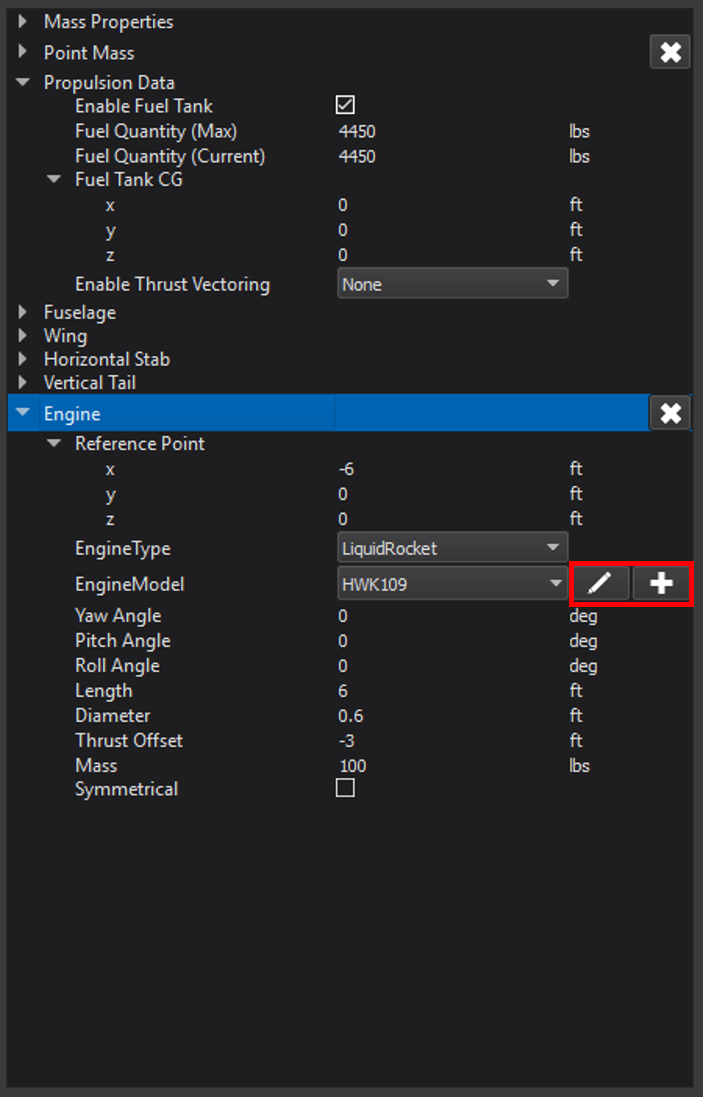 Mass Properties
Point Mass
Propulsion Data
Enable Fuel Tank
Fuel Quantity (Max) 4450 lbs
Fuel Quantity (Current) 4450 lbs
Fuel Tank CG
x 0 ft
y 0 ft
z 0 ft
Enable Thrust Vectoring None
Fuselage
Wing
Horizontal Stab
Vertical Tail
Engine
Reference Point
x -6 ft
y 0 ft
z 0 ft
EngineType LiquidRocket
EngineModel HWK109
Yaw Angle 0 deg
Pitch Angle 0 deg
Roll Angle 0 deg
Length 6 ft
Diameter 0.6 ft
Thrust Offset -3 ft
Mass 100 lbs
Symmetrical